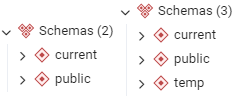 Schemas (2)
current
public
Schemas (3)
current
public
temp